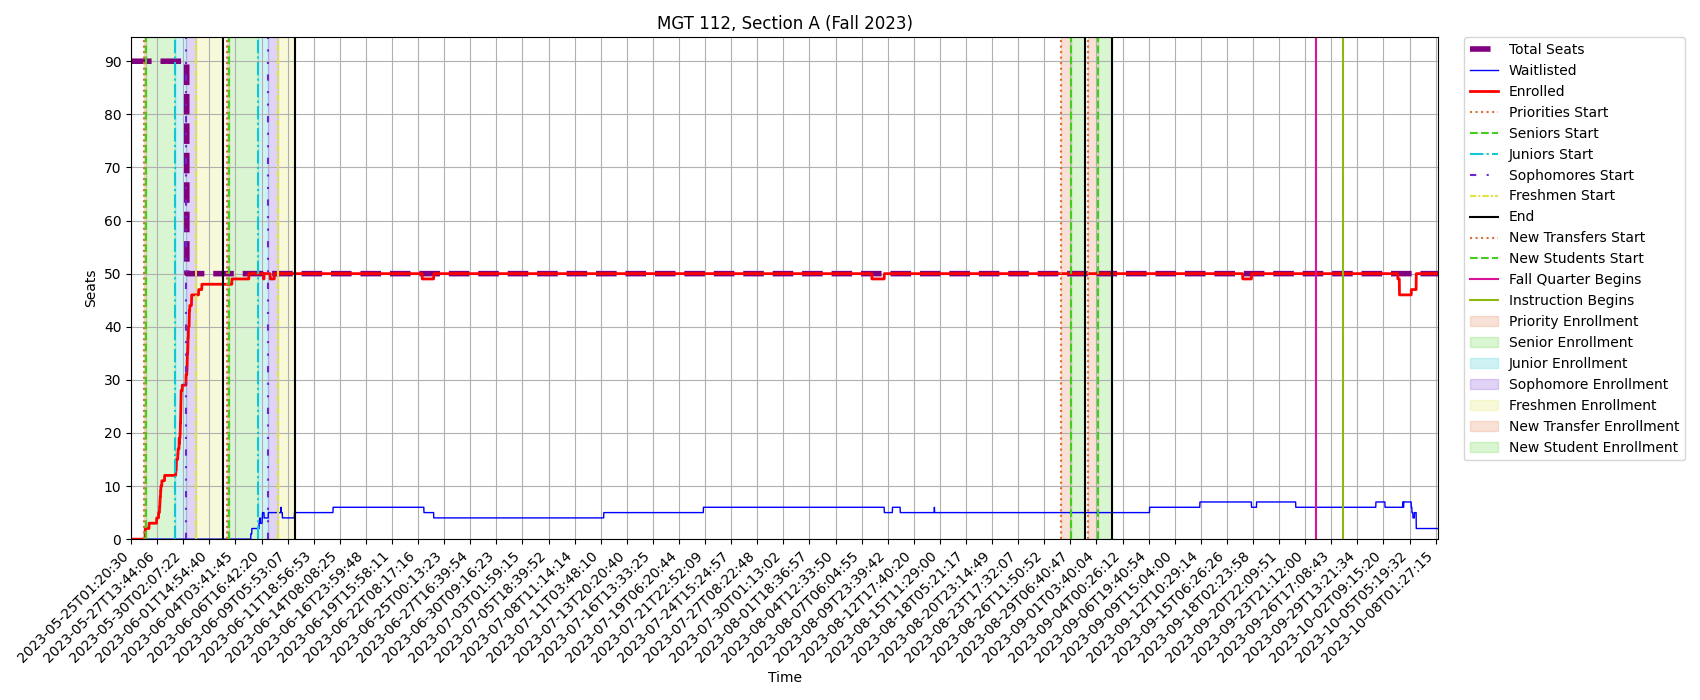 MGT 112, Section A (Fall 2023)
Seats
90
80
70
60
50
40
30
20
10
0
2023-05-25T01:20:30
2023-05-27T13:44:06
2023-05-30T02:07:22
2023-06-01T14:54:40
2023-06-04T03:41:45
2023-06-06T16:42:20
2023-06-09T05:53:07
2023-06-11T18:56:53
2023-06-14T08:08:25
2023-06-16T23:59:48
2023-06-19T15:58:11
2023-06-22T08:17:16
2023-06-25T00:13:23
2023-06-27T16:39:54
2023-06-30T09:16:23
2023-07-03T01:59:15
2023-07-05T18:39:52
2023-07-08T11:14:14
2023-07-11T03:48:10
2023-07-13T20:20:40
2023-07-16T13:33:25
2023-07-19T06:20:44
2023-07-21T22:52:09
2023-07-24T15:24:57
2023-07-27T08:22:48
2023-07-30T01:13:02
2023-08-01T18:36:57
2023-08-04T12:33:50
2023-08-07T06:04:55
2023-08-09T23:39:42
2023-08-12T17:40:20
2023-08-15T11:29:00
2023-08-18T05:21:17
2023-08-20T23:14:49
2023-08-23T17:32:07
2023-08-26T11:50:52
2023-08-29T06:40:47
2023-09-01T03:40:04
2023-09-04T00:26:12
2023-09-06T19:40:54
2023-09-09T15:04:00
2023-09-12T10:29:14
2023-09-15T06:26:26
2023-09-18T02:23:58
2023-09-20T22:09:51
2023-09-23T21:12:00
2023-09-26T17:08:43
2023-09-29T13:21:34
2023-10-02T09:15:20
2023-10-05T05:19:32
2023-10-08T01:27:15
Time
Total Seats
Waitlisted
Enrolled
Priorities Start
Seniors Start
Juniors Start
Sophomores Start
Freshmen Start
End
New Transfers Start
New Students Start
Fall Quarter Begins
Instruction Begins
Priority Enrollment
Senior Enrollment
Junior Enrollment
Sophomore Enrollment
Freshmen Enrollment
New Transfer Enrollment
New Student Enrollment